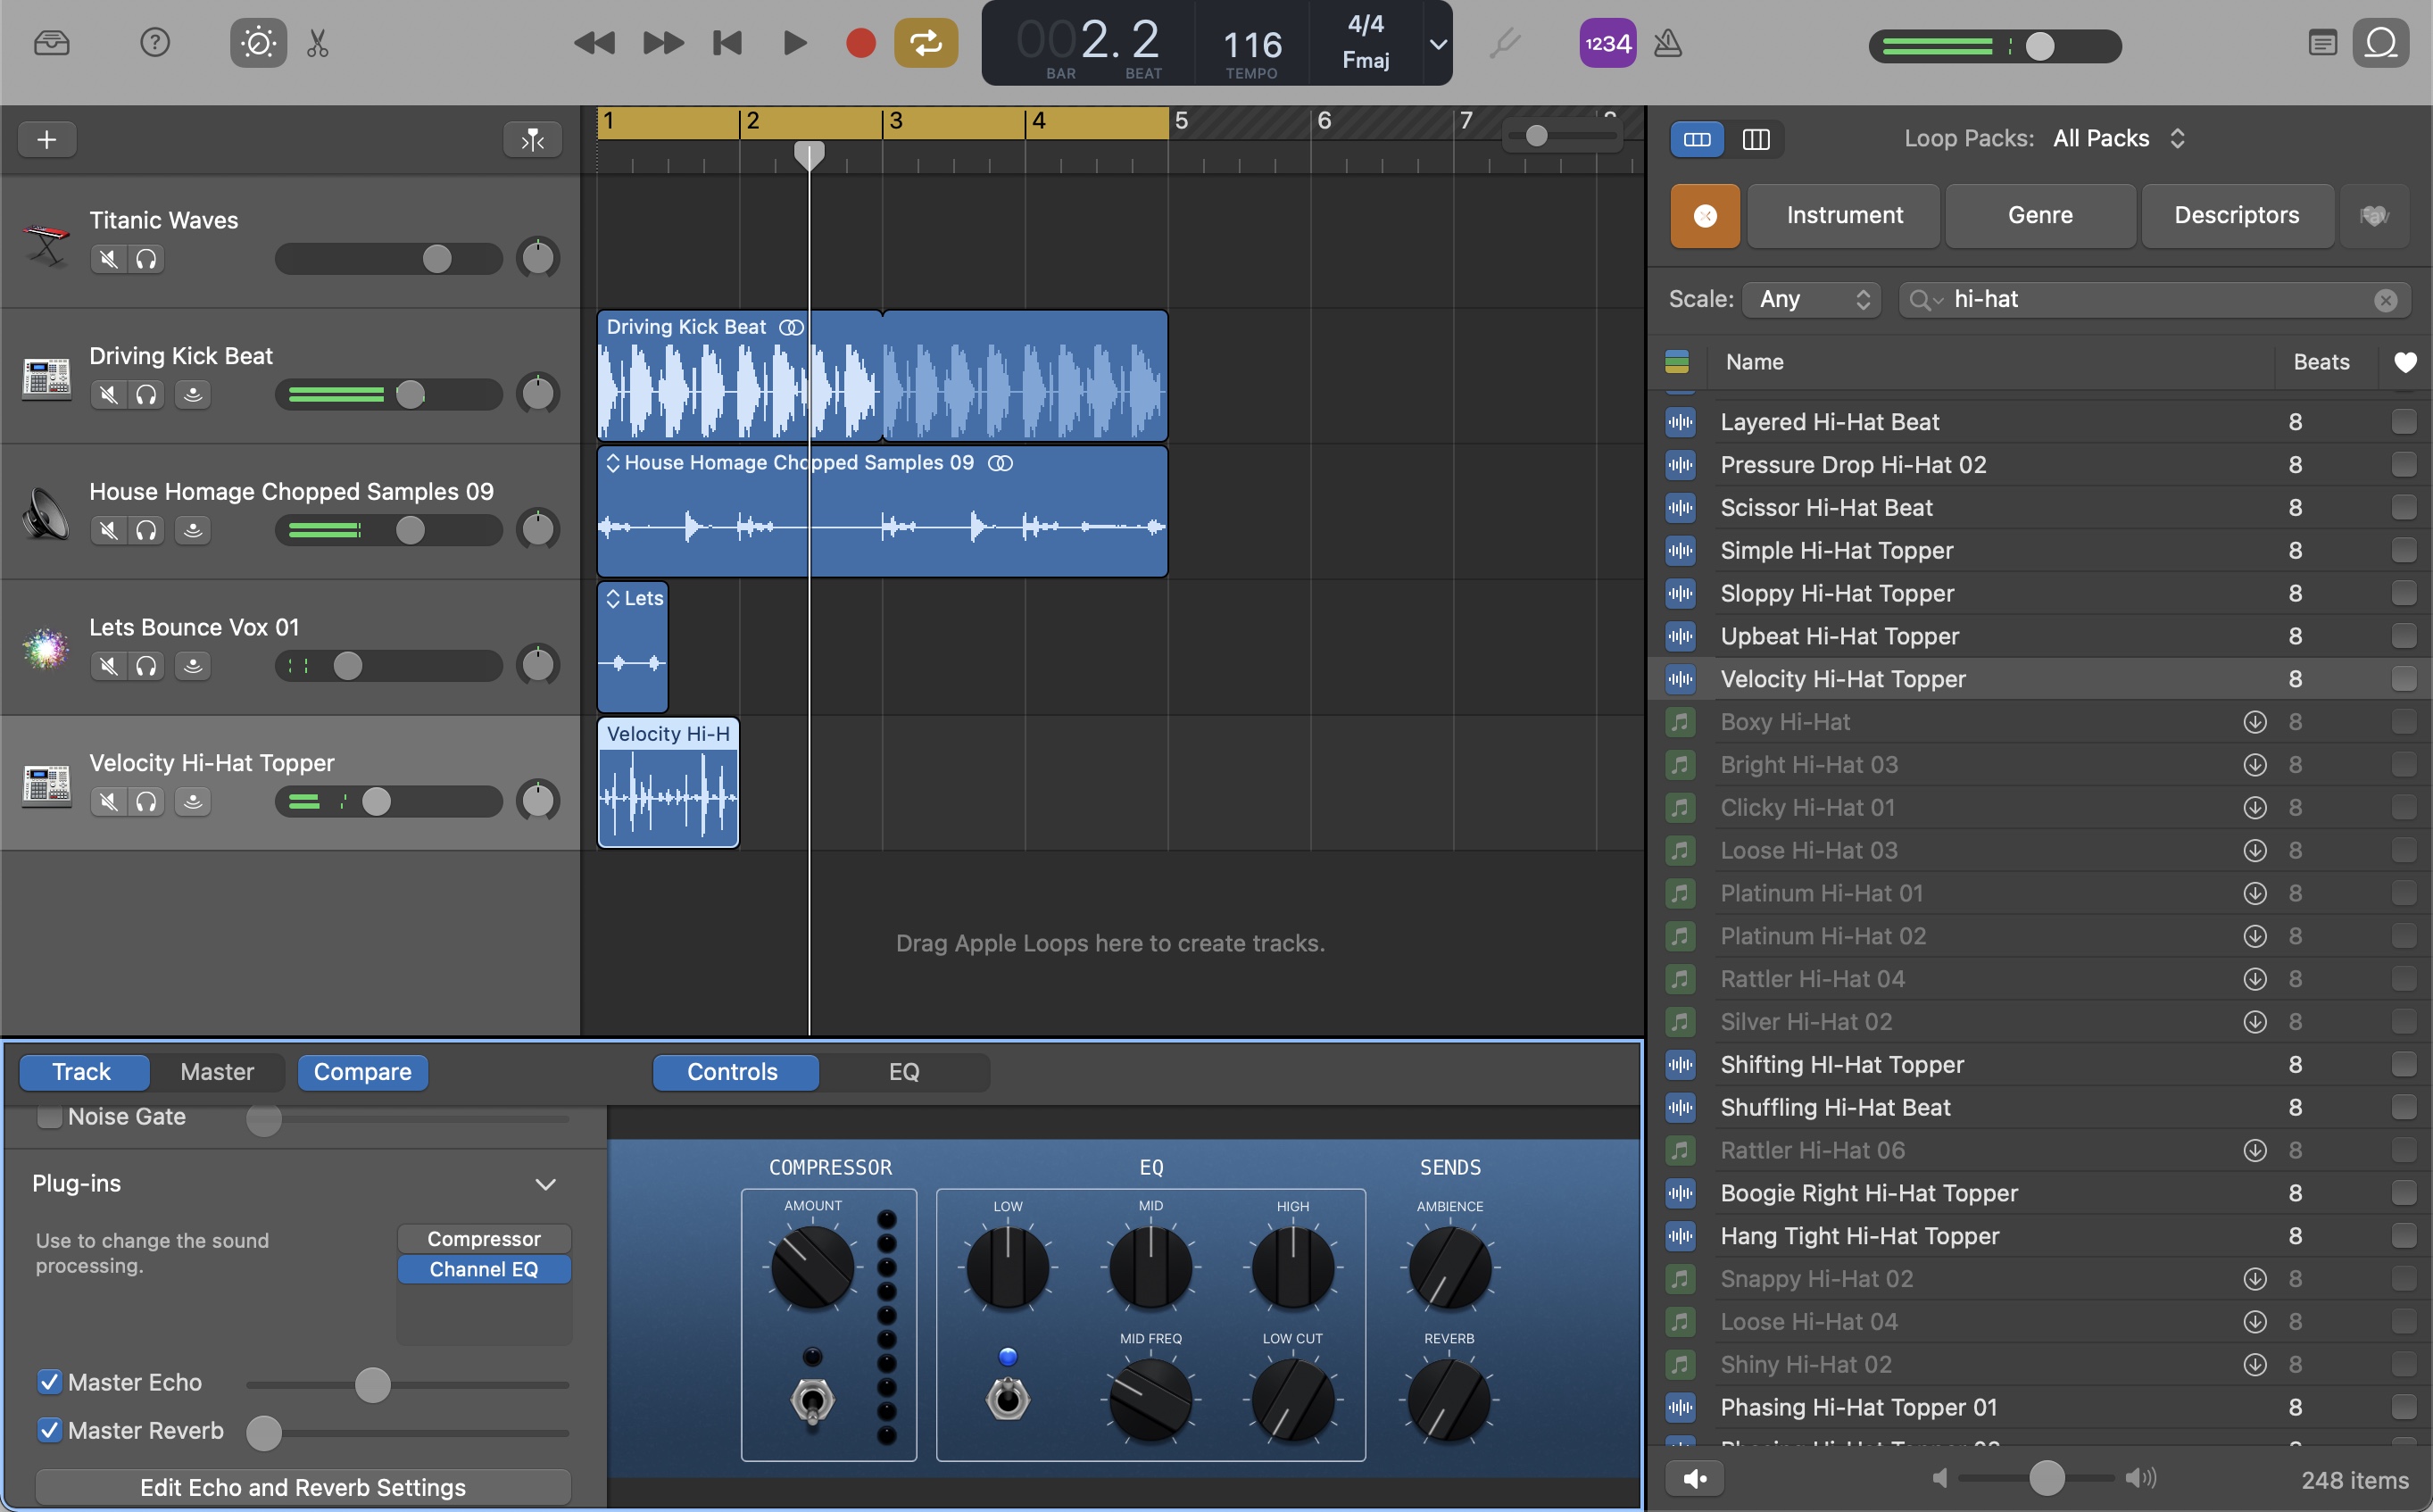 002. 2
BAR
BEAT
116
TEMPO
4/4
Fmaj
1234
1
2
3
4
5
6
7
Loop Packs: All Packs
Instrument
Genre
Descriptors
Fav
Scale: Any
hi-hat
Name
Beats
Titanic Waves
Driving Kick Beat
House Homage Chopped Samples 09
Lets Bounce Vox 01
Velocity Hi-Hat Topper
Driving Kick Beat
House Homage Chopped Samples 09
Lets
Velocity Hi-H
Drag Apple Loops here to create tracks.
Layered Hi-Hat Beat 8
Pressure Drop Hi-Hat 02 8
Scissor Hi-Hat Beat 8
Simple Hi-Hat Topper 8
Sloppy Hi-Hat Topper 8
Upbeat Hi-Hat Topper 8
Velocity Hi-Hat Topper 8
Boxy Hi-Hat 8
Bright Hi-Hat 03 8
Clicky Hi-Hat 01 8
Loose Hi-Hat 03 8
Platinum Hi-Hat 01 8
Platinum Hi-Hat 02 8
Rattler Hi-Hat 04 8
Silver Hi-Hat 02 8
Shifting HI-Hat Topper 8
Shuffling Hi-Hat Beat 8
Rattler Hi-Hat 06 8
Boogie Right Hi-Hat Topper 8
Hang Tight Hi-Hat Topper 8
Snappy Hi-Hat 02 8
Loose Hi-Hat 04 8
Shiny Hi-Hat 02 8
Phasing Hi-Hat Topper 01 8
248 items
Track
Master
Compare
Controls
EQ
Noise Gate
Plug-ins
Use to change the sound
processing.
Compressor
Channel EQ
Master Echo
Master Reverb
Edit Echo and Reverb Settings
COMPRESSOR
EQ
SENDS
AMOUNT
LOW
MID
HIGH
AMBIENCE
MID FREQ
LOW CUT
REVERB